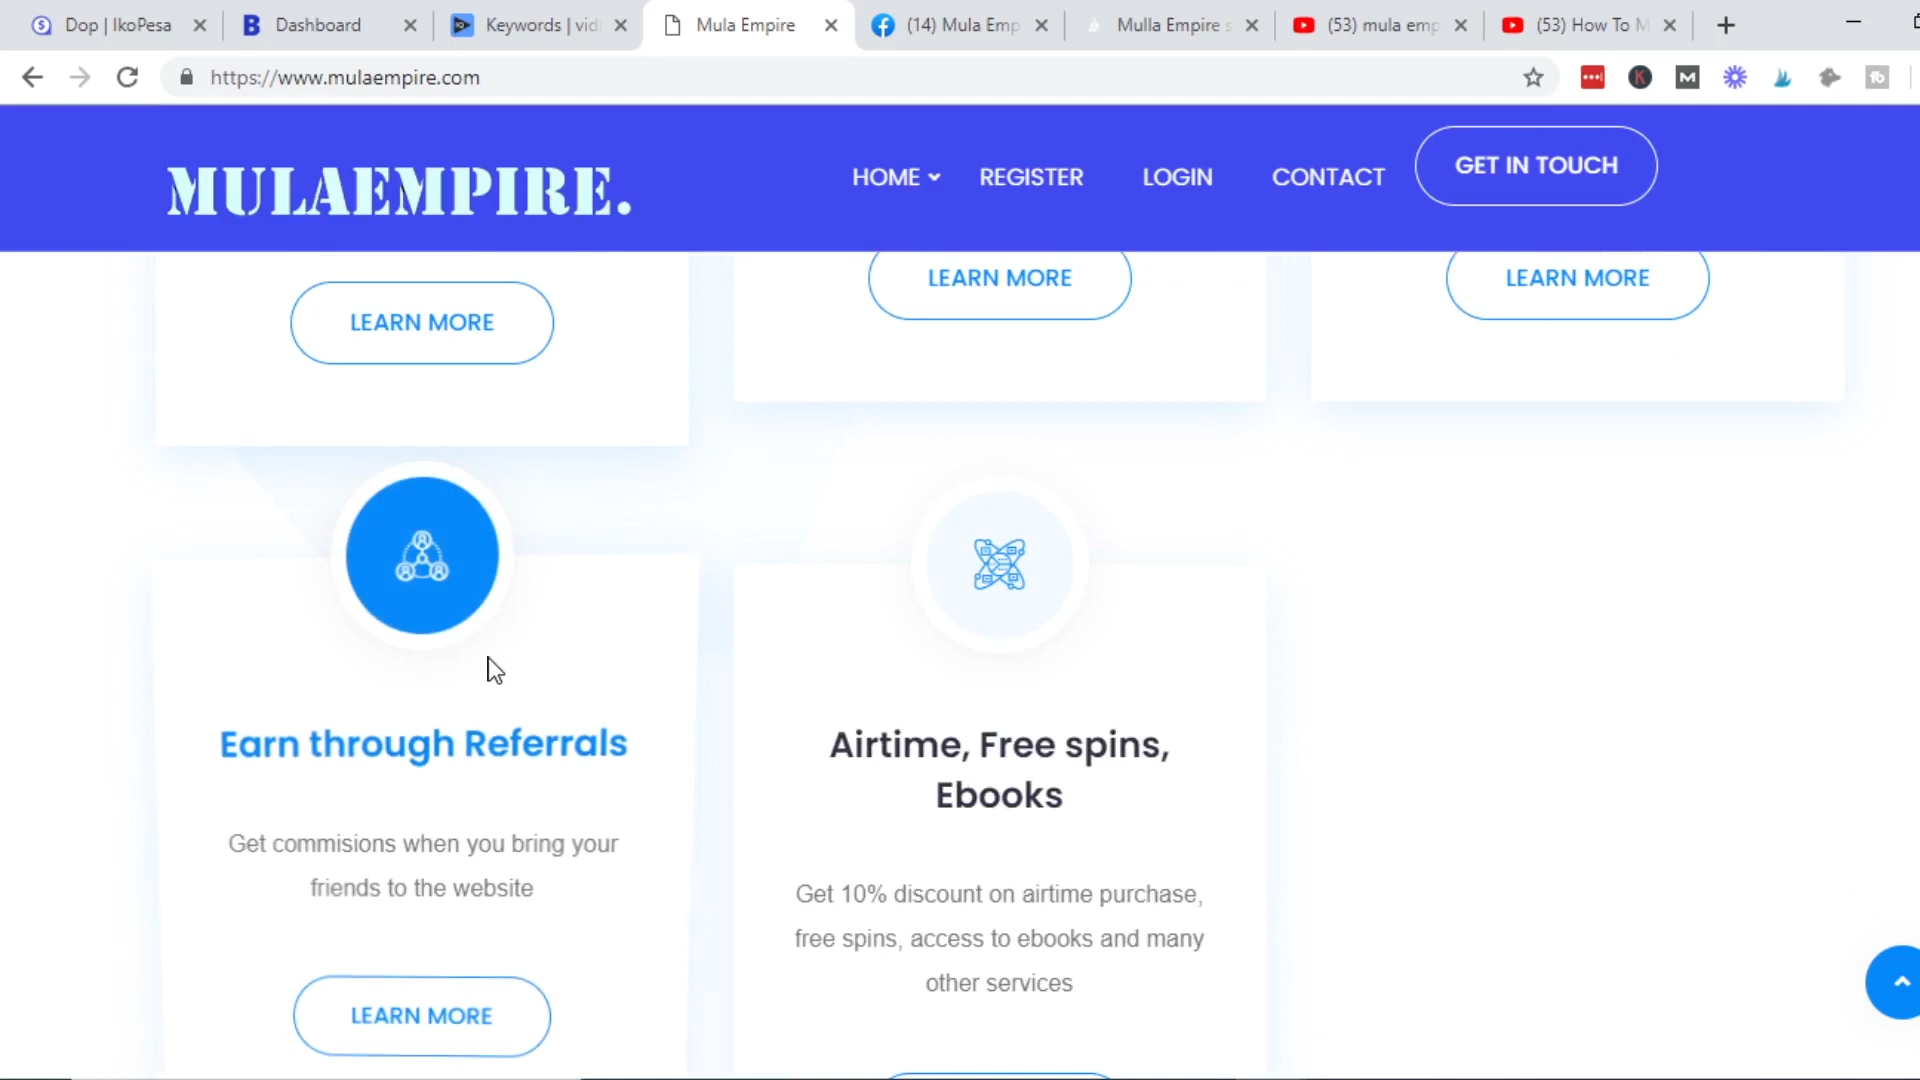 Dop | IkoPesa
Dashboard
Keywords | vid
Mula Empire
(14) Mula Emp
Mulla Empire s
(53) mula emp
(53) How To M
https://www.mulaempire.com
MULAEMPIRE.
HOME
REGISTER
LOGIN
CONTACT
GET IN TOUCH
LEARN MORE
LEARN MORE
LEARN MORE
Earn through Referrals
Get commisions when you bring your
friends to the website
LEARN MORE
Airtime, Free spins,
Ebooks
Get 10% discount on airtime purchase,
free spins, access to ebooks and many
other services